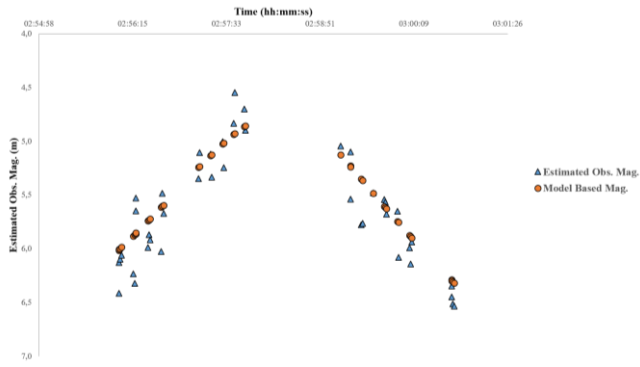 Time (hh:mm:ss)
02:54:58 02:56:15 02:57:33 02:58:51 03:00:09 03:01:26
4,0
4,5
5,0
5,5
6,0
6,5
7,0
Estimated Obs. Mag. (m)
Estimated Obs. Mag.
Model Based Mag.